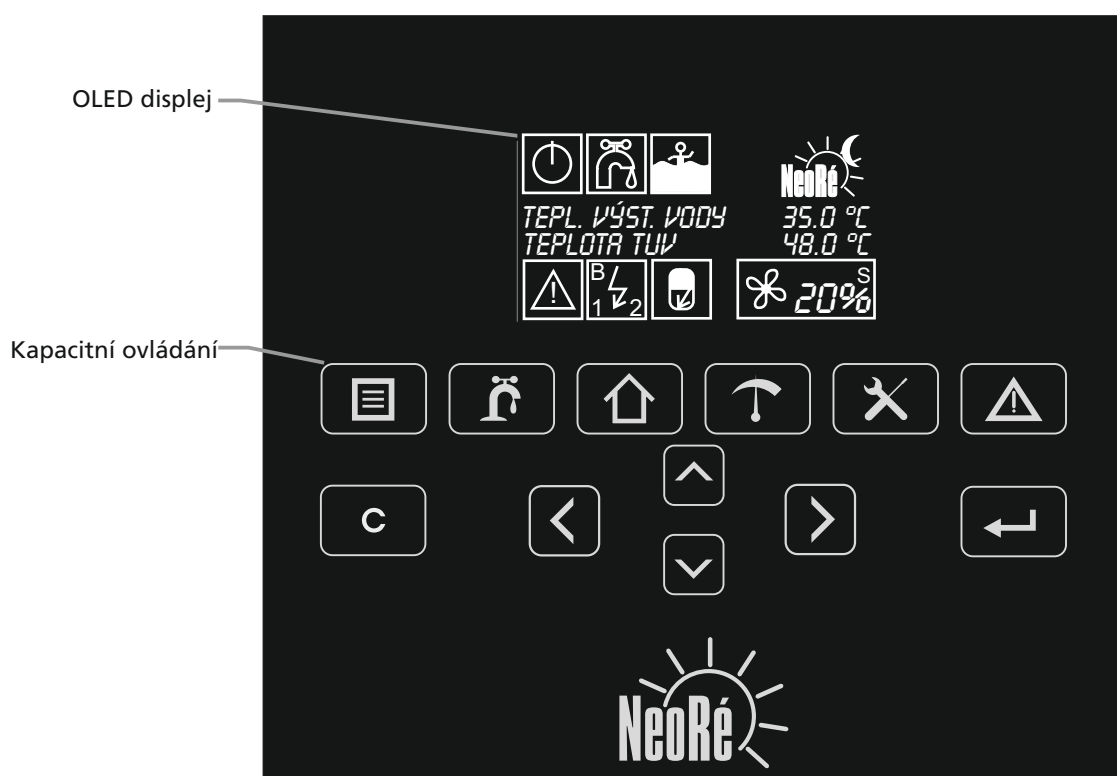 OLED displej
NeoRé
TEPL. VÝST. VODY 35.0 °C
TEPLOTA TUV 48.0 °C
B
1 2
20% S
Kapacitní ovládání
C
NeoRé